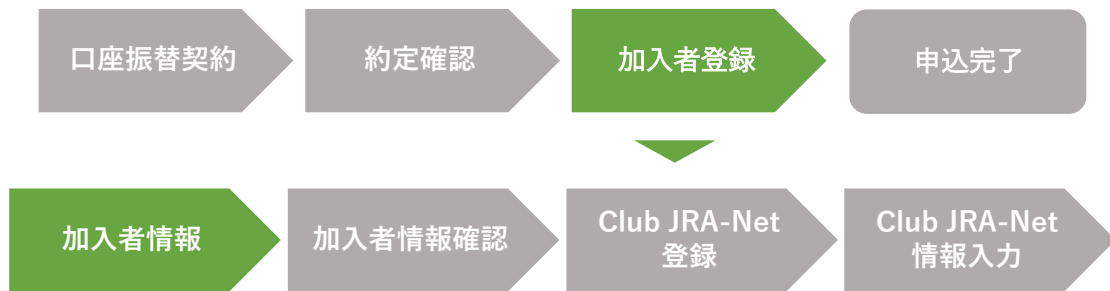 口座振替契約
約定確認
加入者登録
申込完了
加入者情報
加入者情報確認
Club JRA-Net
登録
Club JRA-Net
情報入力